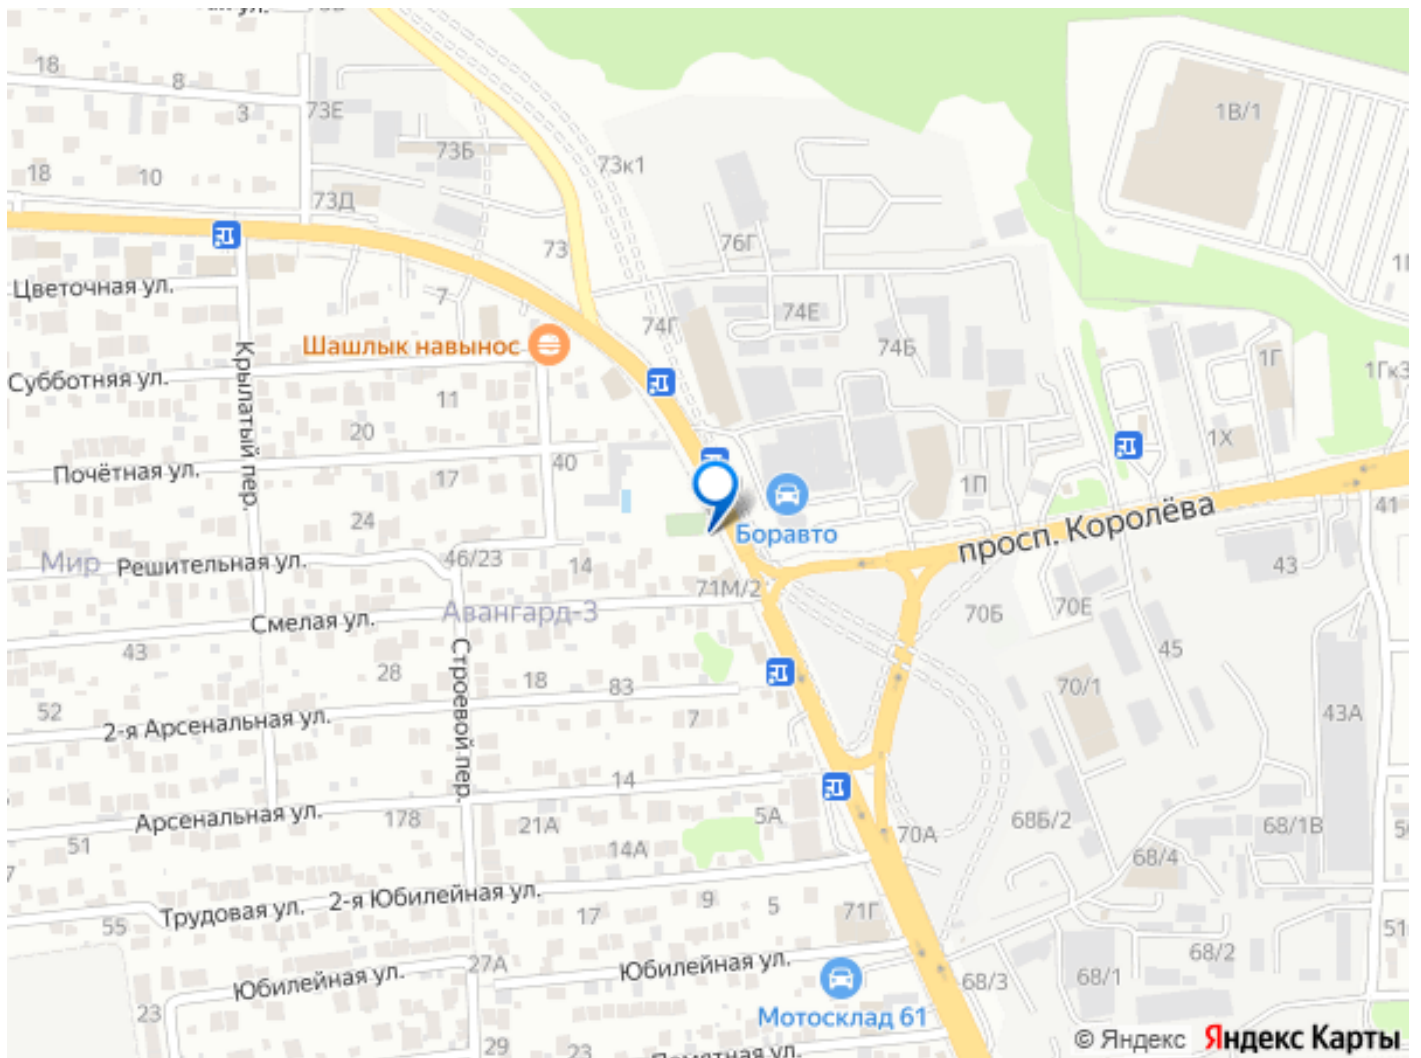 18
8
3
73Е
73Б
73к1
1В/1
18
10
73Д
73
76Г
Цветочная ул.
7
74Г
74Е
74Б
Шашлык навынос
1Г
1Гк3
Субботняя ул.
Крылатый пер.
11
20
40
1Х
Почётная ул.
17
1П
41
24
Боравто
просп. Королёва
Мир
Решительная ул.
46/23
14
71М/2
43
Авангард-3
70Б
70Е
Смелая ул.
43
45
28
18
83
70/1
52
Строевой пер.
2-я Арсенальная ул.
7
43А
14
Арсенальная ул.
178
21А
5А
70А
68Б/2
68/1В
51
14А
68/4
Трудовая ул.
2-я Юбилейная ул.
55
17
9
5
71Г
68/2
Юбилейная ул.
27А
Юбилейная ул.
68/3
68/1
23
Мотосклад 61
29
23
Памятная ул.
© Яндекс Яндекс Карты